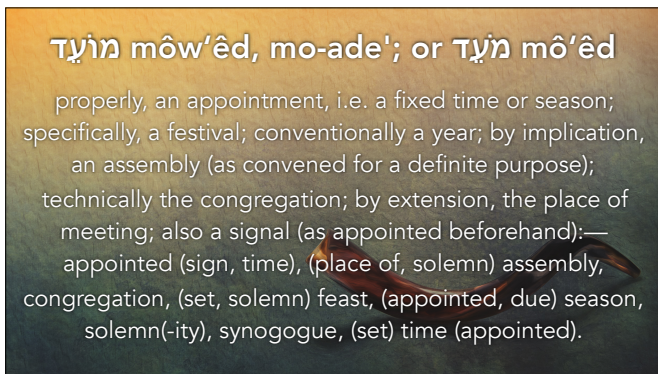 מוֹעֵד môwʻêd, mo-ade'; or מֹעֵד môʻêd
properly, an appointment, i.e. a fixed time or season;
specifically, a festival; conventionally a year; by implication,
an assembly (as convened for a definite purpose);
technically the congregation; by extension, the place of
meeting; also a signal (as appointed beforehand):—
appointed (sign, time), (place of, solemn) assembly,
congregation, (set, solemn) feast, (appointed, due) season,
solemn(-ity), synogogue, (set) time (appointed).